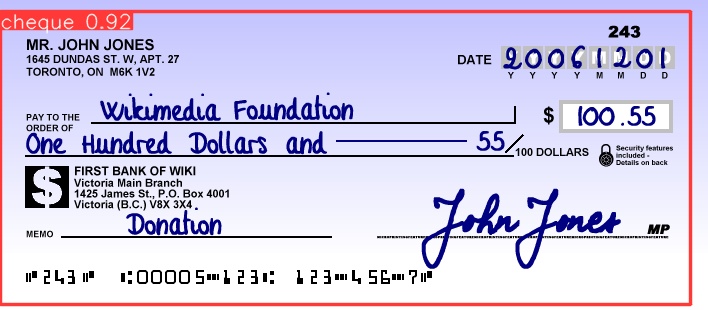 cheque 0.92
243
MR. JOHN JONES
1645 DUNDAS ST. W, APT. 27
TORONTO, ON M6K 1V2
DATE 20061201
Y Y Y Y M M D D
PAY TO THE ORDER OF Wikimedia Foundation $ 100.55
One Hundred Dollars and 55/100 DOLLARS
Security features included - Details on back
FIRST BANK OF WIKI
Victoria Main Branch
1425 James St., P.O. Box 4001
Victoria (B.C.) V8X 3X4
MEMO Donation
John Jones MP
⑈243⑈ ⑆00005⑉123⑆ 123⑉456⑉7⑈